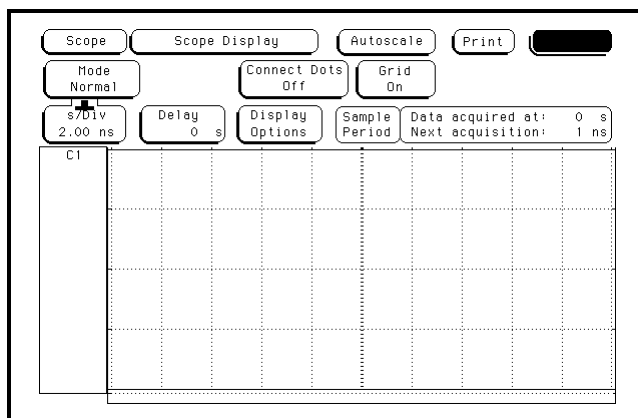 Scope Scope Display Autoscale Print
Mode Connect Dots Grid
Normal Off On
s/Div Delay Display Sample Data acquired at: 0 s
2.00 ns 0 s Options Period Next acquisition: 1 ns
C1